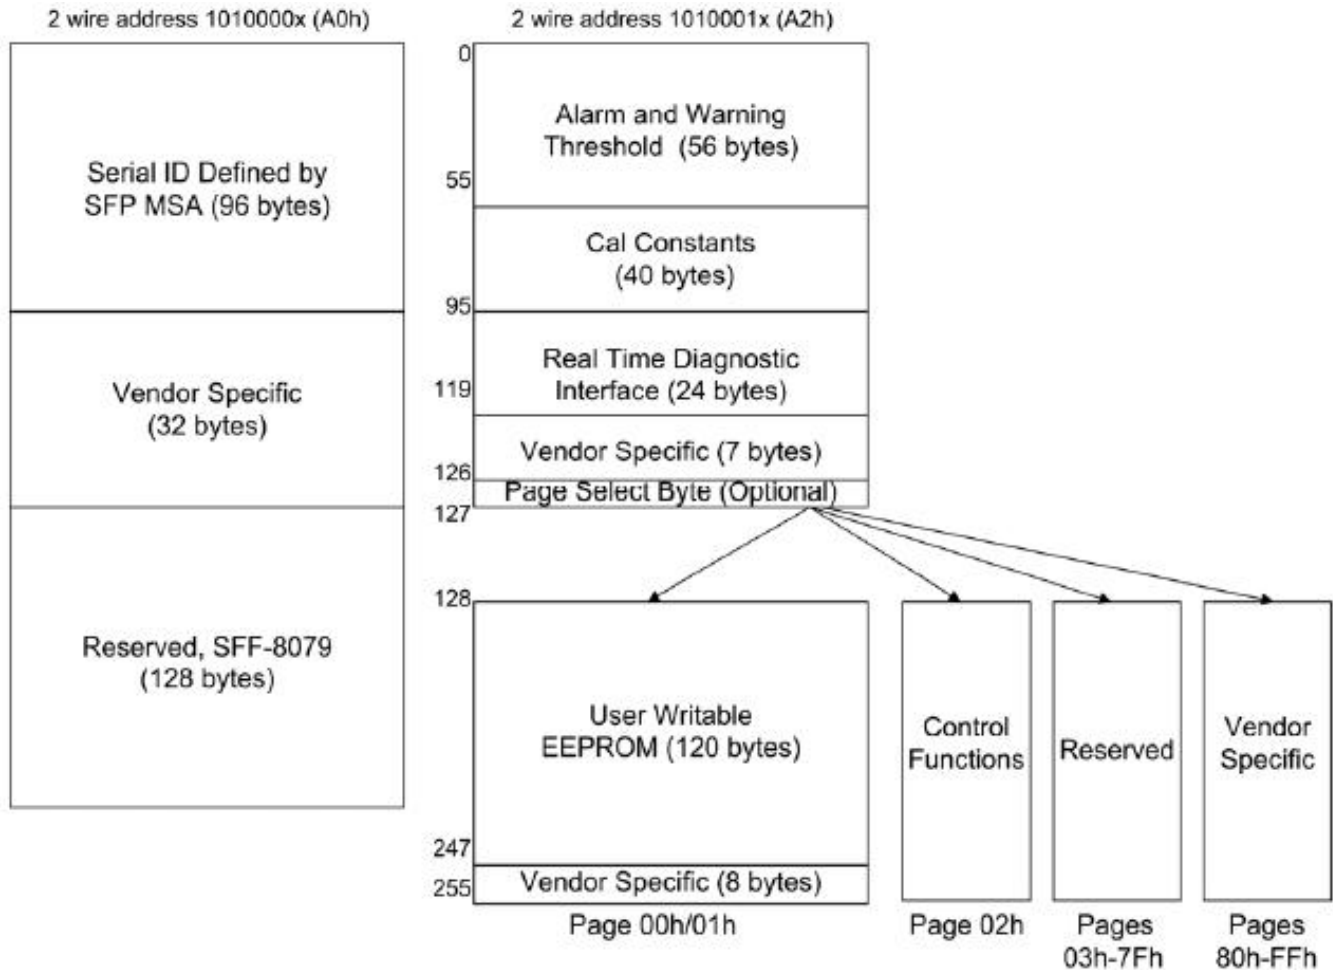 2 wire address 1010000x (A0h)
Serial ID Defined by
SFP MSA (96 bytes)
Vendor Specific
(32 bytes)
Reserved, SFF-8079
(128 bytes)
2 wire address 1010001x (A2h)
0
Alarm and Warning
Threshold (56 bytes)
55
Cal Constants
(40 bytes)
95
Real Time Diagnostic
Interface (24 bytes)
119
Vendor Specific (7 bytes)
126
Page Select Byte (Optional)
127
128
User Writable
EEPROM (120 bytes)
247
Vendor Specific (8 bytes)
255
Page 00h/01h
Control
Functions
Page 02h
Reserved
Pages
03h-7Fh
Vendor
Specific
Pages
80h-FFh